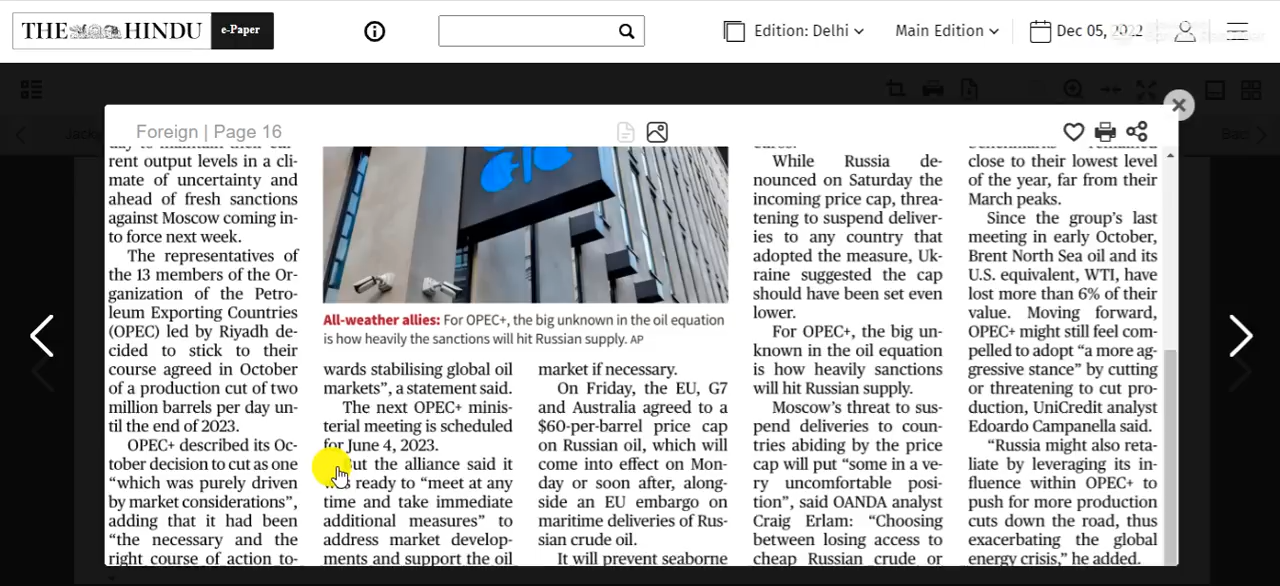 THE HINDU e-Paper
Edition: Delhi
Main Edition
Dec 05, 2022
Foreign | Page 16
rent output levels in a cli-
mate of uncertainty and
ahead of fresh sanctions
against Moscow coming in-
to force next week.
The representatives of
the 13 members of the Or-
ganization of the Petro-
leum Exporting Countries
(OPEC) led by Riyadh de-
cided to stick to their
course agreed in October
of a production cut of two
million barrels per day un-
til the end of 2023.
OPEC+ described its Oc-
tober decision to cut as one
“which was purely driven
by market considerations”,
adding that it had been
“the necessary and the
right course of action to-
All-weather allies: For OPEC+, the big unknown in the oil equation
is how heavily the sanctions will hit Russian supply. AP
wards stabilising global oil
markets”, a statement said.
The next OPEC+ minis-
terial meeting is scheduled
for June 4, 2023.
But the alliance said it
was ready to “meet at any
time and take immediate
additional measures” to
address market develop-
ments and support the oil
market if necessary.
On Friday, the EU, G7
and Australia agreed to a
$60-per-barrel price cap
on Russian oil, which will
come into effect on Mon-
day or soon after, along-
side an EU embargo on
maritime deliveries of Rus-
sian crude oil.
It will prevent seaborne
While Russia de-
nounced on Saturday the
incoming price cap, threa-
tening to suspend deliver-
ies to any country that
adopted the measure, Uk-
raine suggested the cap
should have been set even
lower.
For OPEC+, the big un-
known in the oil equation
is how heavily sanctions
will hit Russian supply.
Moscow’s threat to sus-
pend deliveries to coun-
tries abiding by the price
cap will put “some in a ve-
ry uncomfortable posi-
tion”, said OANDA analyst
Craig Erlam: “Choosing
between losing access to
cheap Russian crude or
close to their lowest level
of the year, far from their
March peaks.
Since the group’s last
meeting in early October,
Brent North Sea oil and its
U.S. equivalent, WTI, have
lost more than 6% of their
value. Moving forward,
OPEC+ might still feel com-
pelled to adopt “a more ag-
gressive stance” by cutting
or threatening to cut pro-
duction, UniCredit analyst
Edoardo Campanella said.
“Russia might also reta-
liate by leveraging its in-
fluence within OPEC+ to
push for more production
cuts down the road, thus
exacerbating the global
energy crisis,” he added.